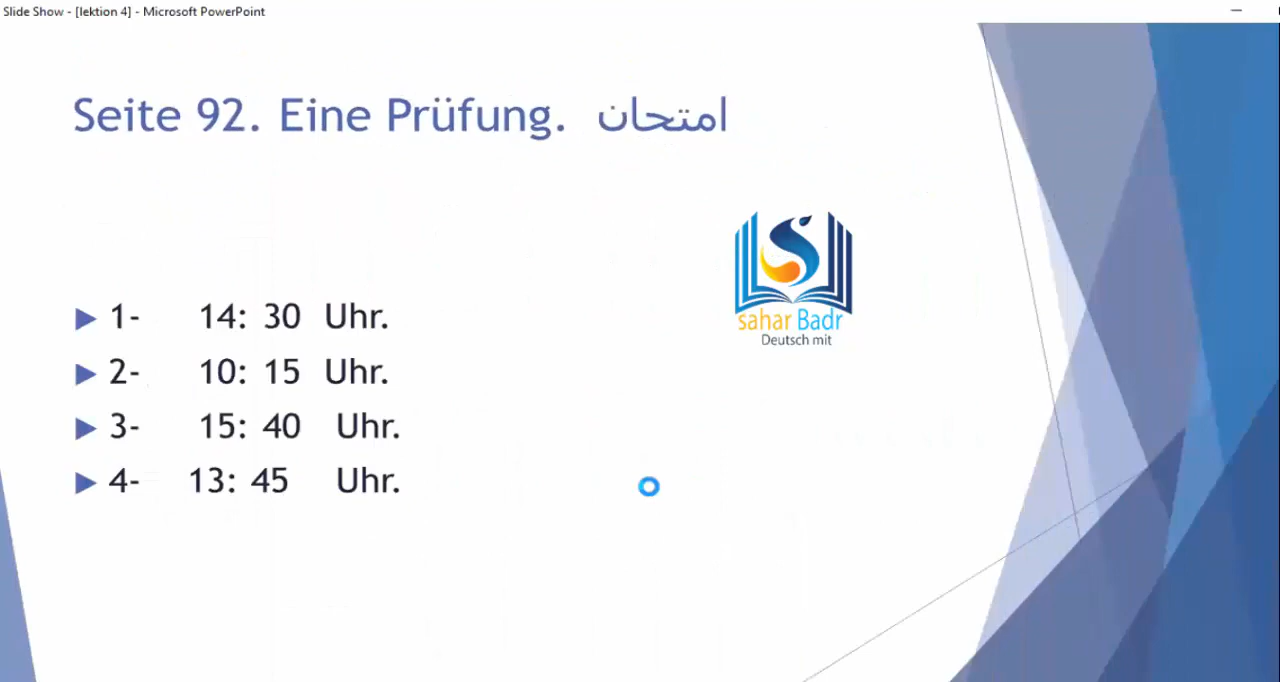 Slide Show - [lektion 4] - Microsoft PowerPoint
Seite 92. Eine Prüfung. امتحان
sahar Badr
Deutsch mit
1- 14: 30 Uhr.
2- 10: 15 Uhr.
3- 15: 40 Uhr.
4- 13: 45 Uhr.